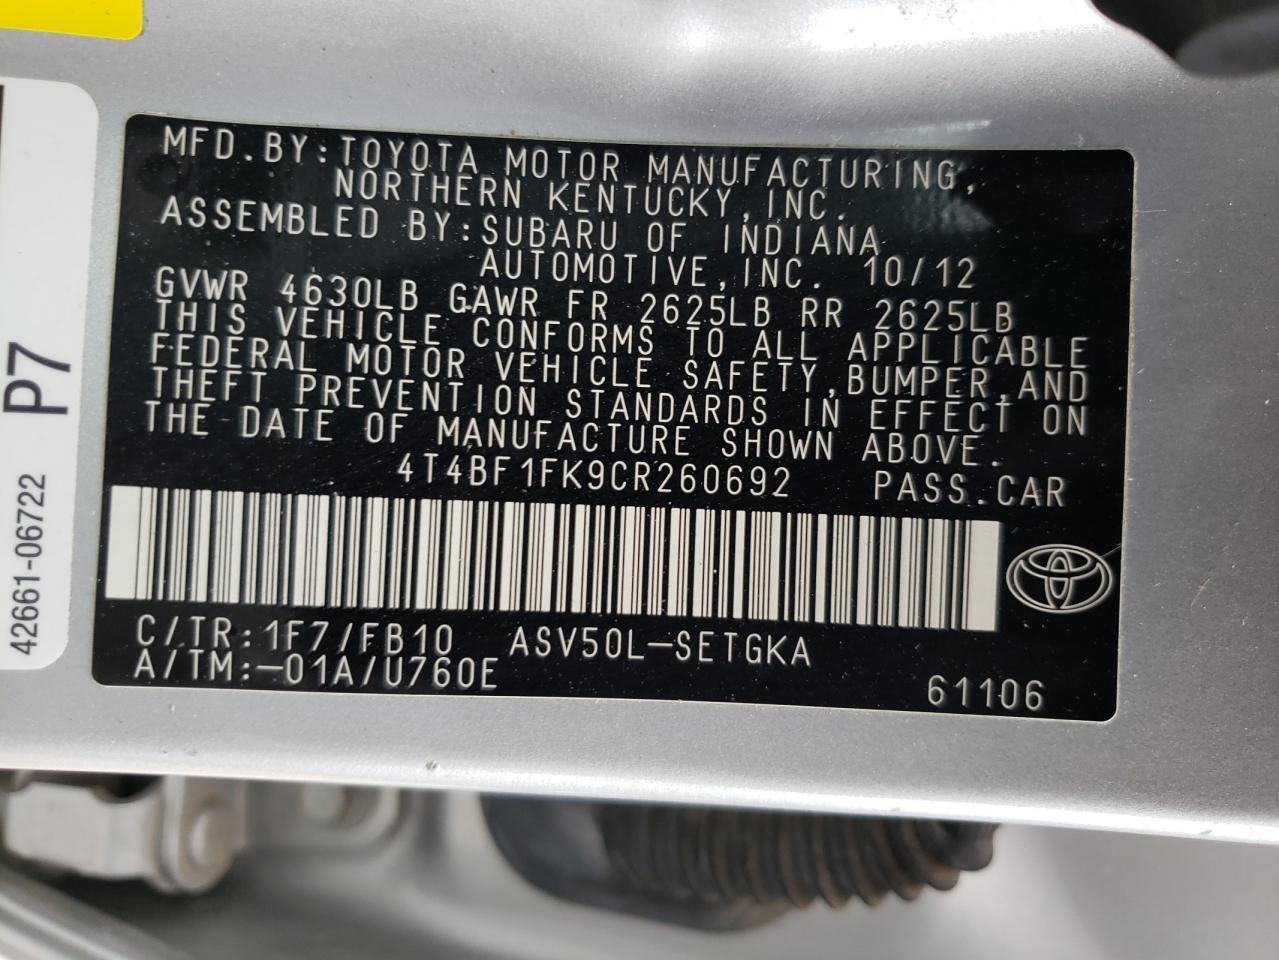 MFD.BY:TOYOTA MOTOR MANUFACTURING,
NORTHERN KENTUCKY,INC.
ASSEMBLED BY:SUBARU OF INDIANA
AUTOMOTIVE,INC. 10/12
GVWR 4630LB GAWR FR 2625LB RR 2625LB
THIS VEHICLE CONFORMS TO ALL APPLICABLE
FEDERAL MOTOR VEHICLE SAFETY,BUMPER,AND
THEFT PREVENTION STANDARDS IN EFFECT ON
THE DATE OF MANUFACTURE SHOWN ABOVE.
4T4BF1FK9CR260692 PASS.CAR
C/TR:1F7/FB10 ASV50L-SETGKA
A/TM:-01A/U760E
61106
P7
42661-06722